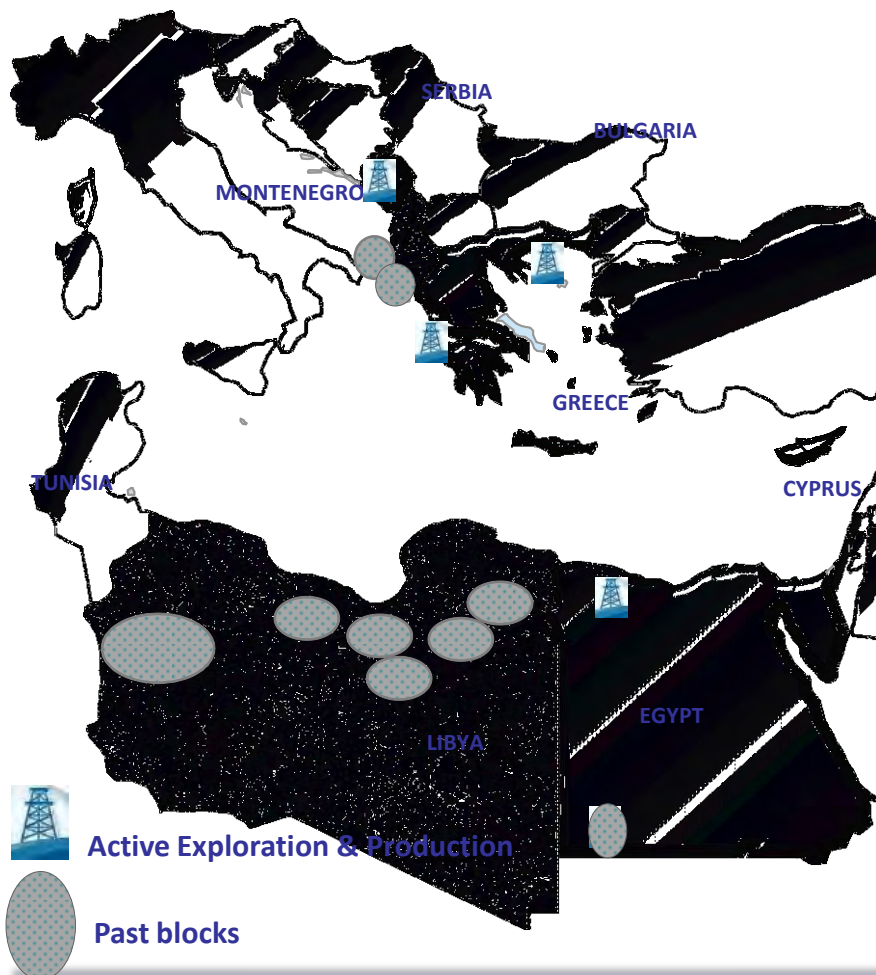 SERBIA
BULGARIA
MONTENEGRO
GREECE
TUNISIA
CYPRUS
EGYPT
LIBYA
Active Exploration & Production
Past blocks